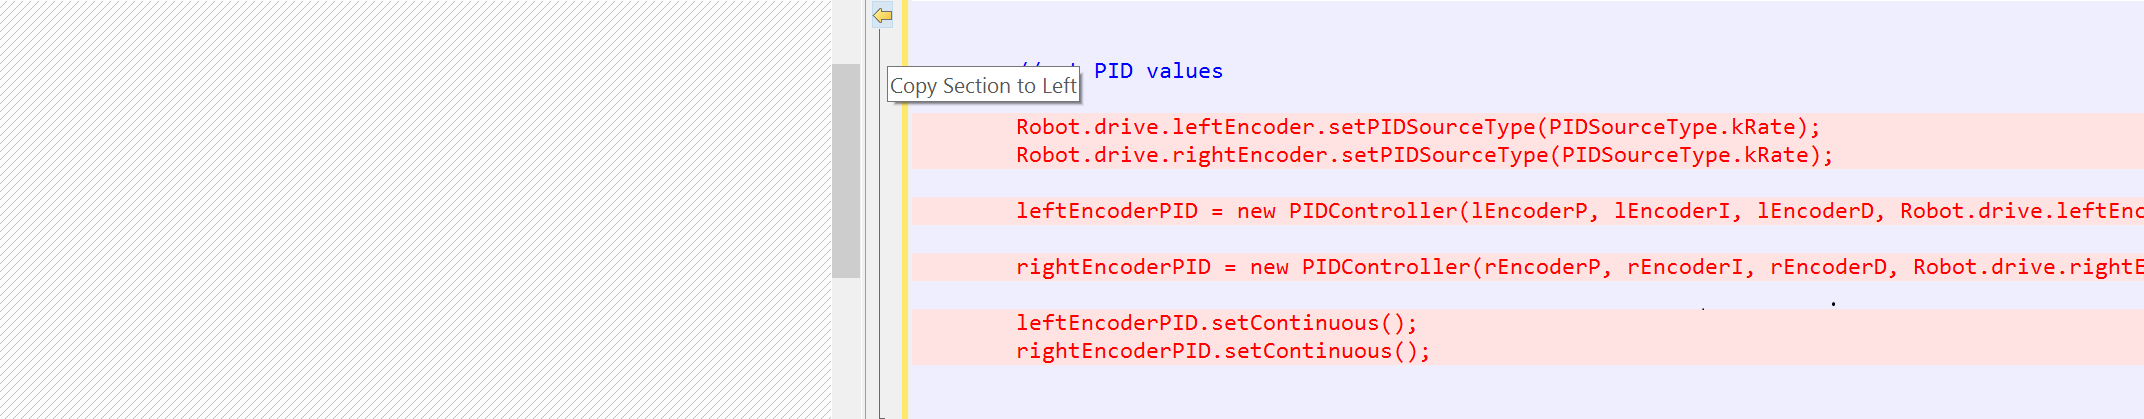 // PID values
Copy Section to Left
Robot.drive.leftEncoder.setPIDSourceType(PIDSourceType.kRate);
Robot.drive.rightEncoder.setPIDSourceType(PIDSourceType.kRate);
leftEncoderPID = new PIDController(lEncoderP, lEncoderI, lEncoderD, Robot.drive.leftEnc
rightEncoderPID = new PIDController(rEncoderP, rEncoderI, rEncoderD, Robot.drive.rightE
leftEncoderPID.setContinuous();
rightEncoderPID.setContinuous();